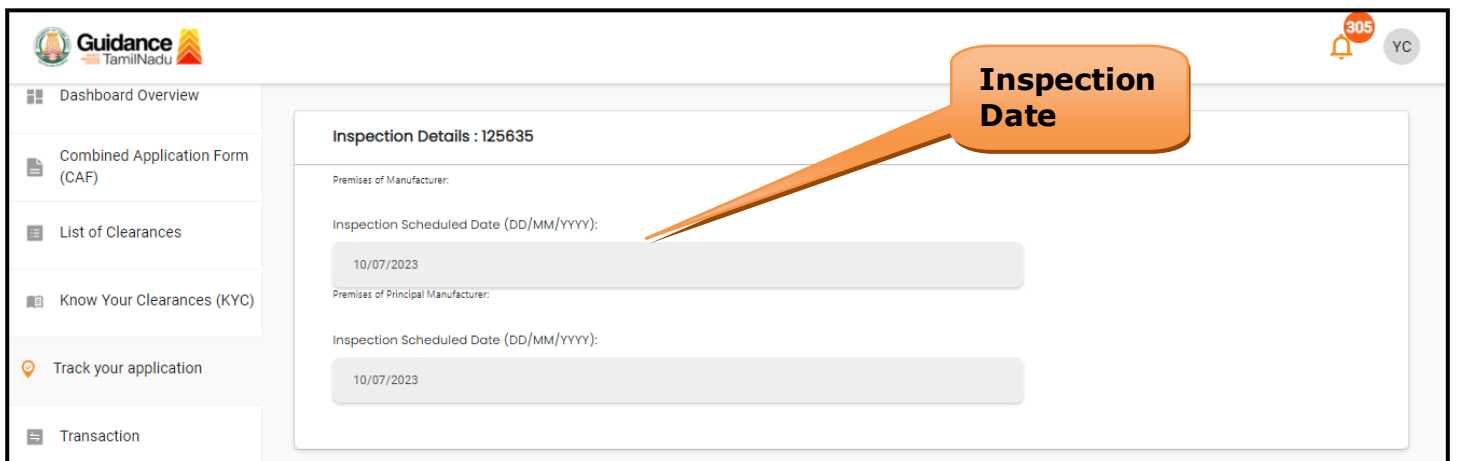 Guidance
TamilNadu
305
YC
Inspection
Date
Dashboard Overview
Combined Application Form
(CAF)
List of Clearances
Know Your Clearances (KYC)
Track your application
Transaction
Inspection Details : 125635
Premises of Manufacturer:
Inspection Scheduled Date (DD/MM/YYYY):
10/07/2023
Premises of Principal Manufacturer:
Inspection Scheduled Date (DD/MM/YYYY):
10/07/2023